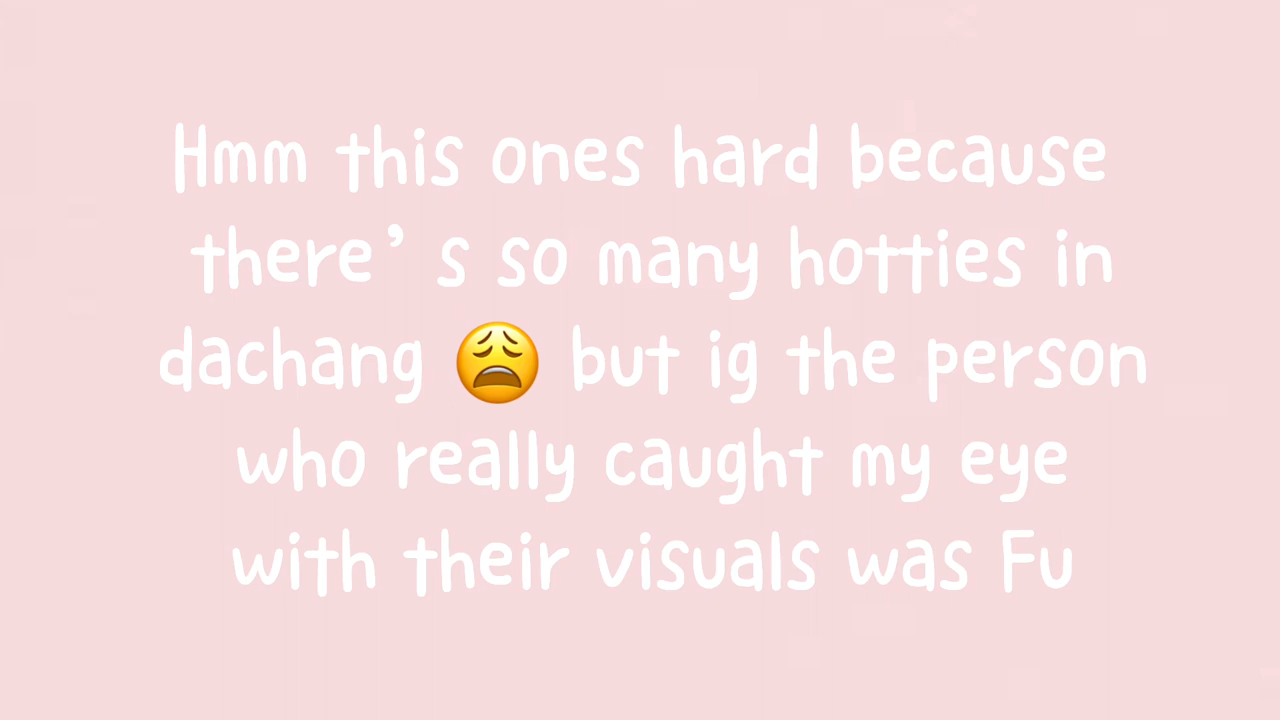 Hmm this ones hard because
there’s so many hotties in
dachang 😩 but ig the person
who really caught my eye
with their visuals was Fu